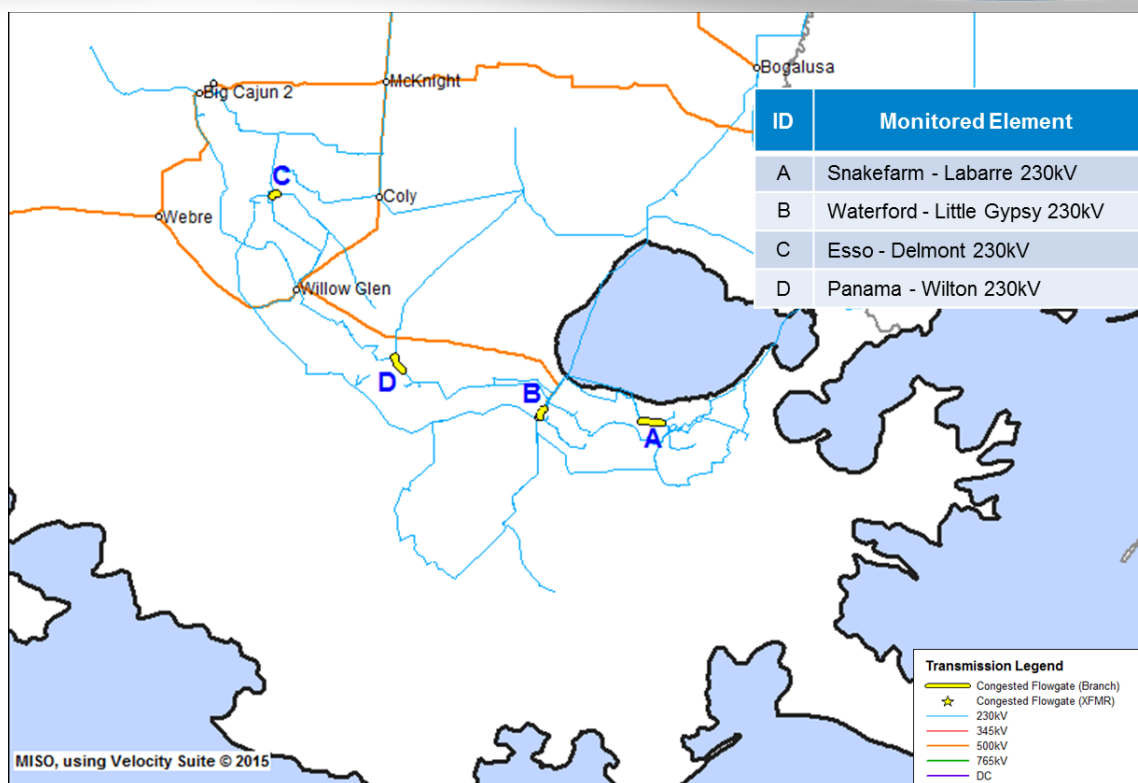 Bogalusa
McKnight
Big Cajun 2
ID Monitored Element
A Snakefarm - Labarre 230kV
B Waterford - Little Gypsy 230kV
C Esso - Delmont 230kV
D Panama - Wilton 230kV
C
Coly
Webre
Willow Glen
D
B
A
Transmission Legend
Congested Flowgate (Branch)
Congested Flowgate (XFMR)
230kV
345kV
500kV
765kV
DC
MISO, using Velocity Suite © 2015